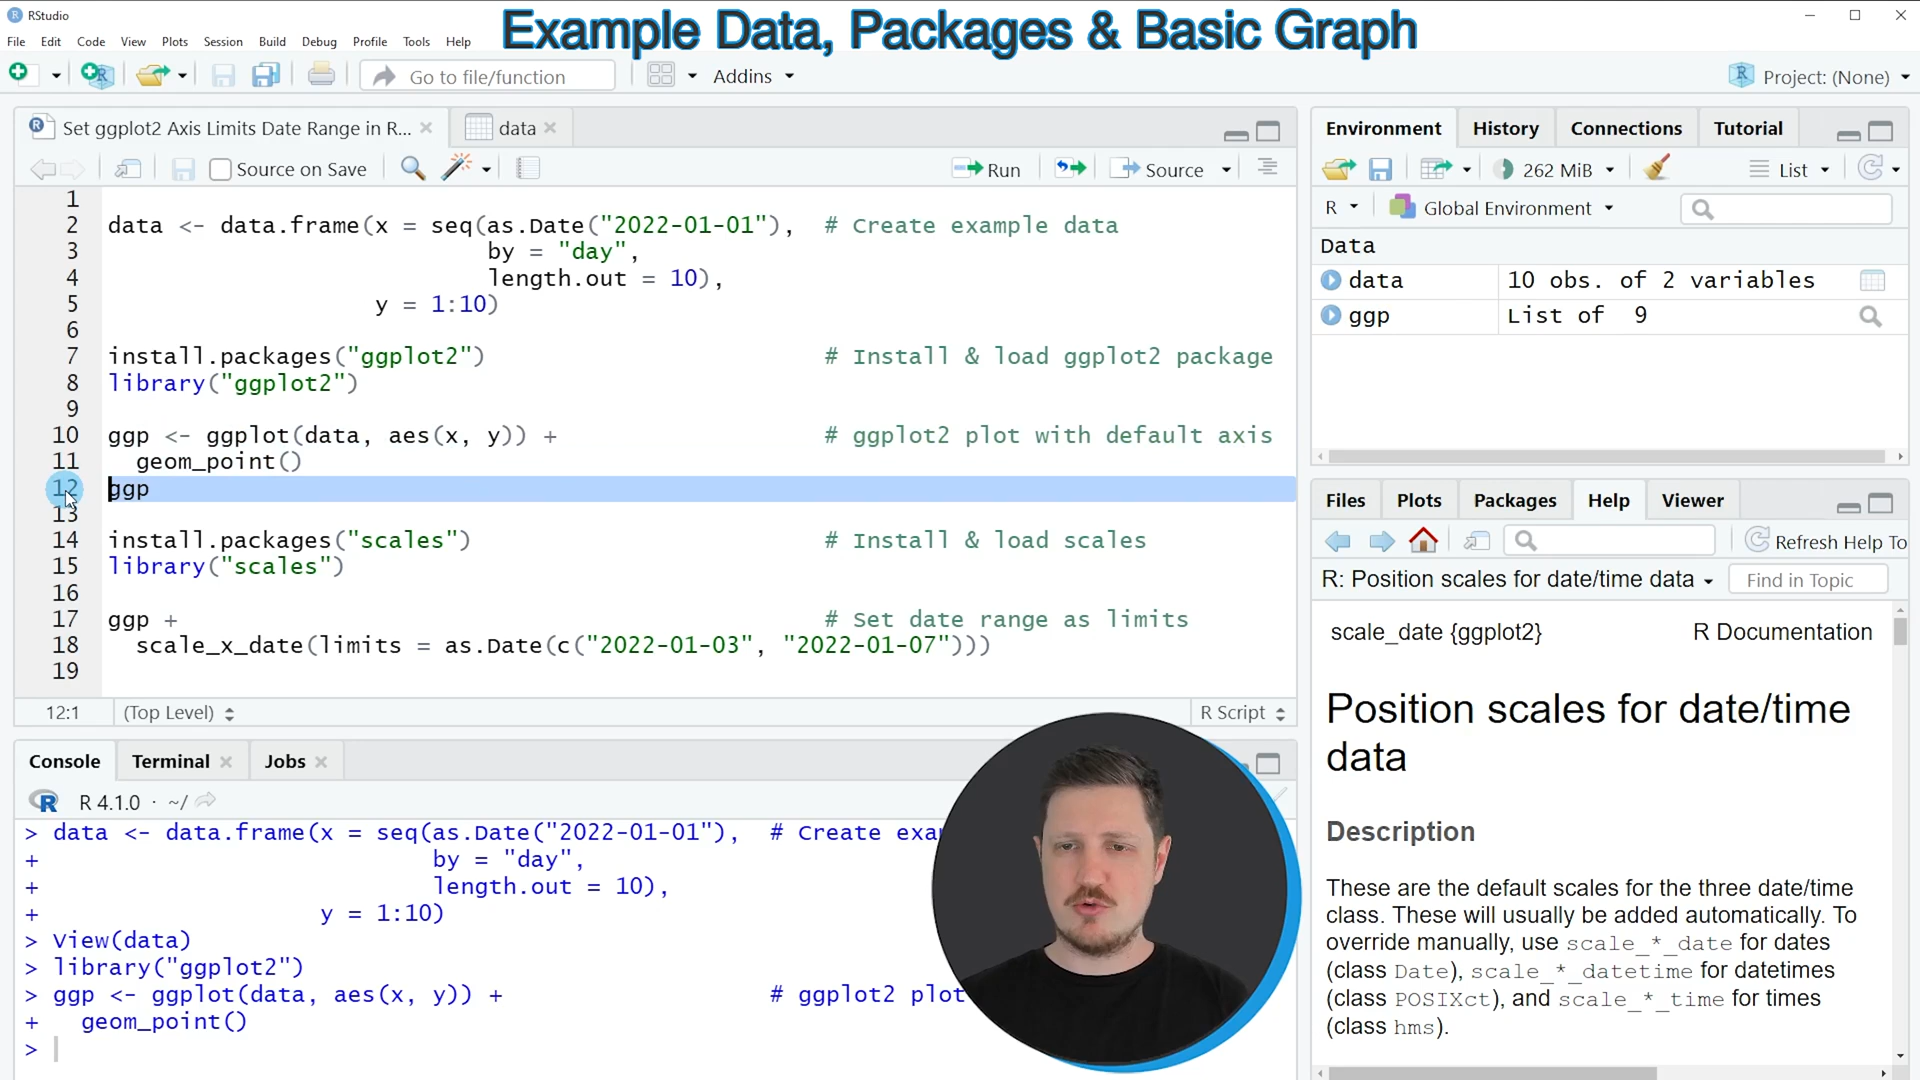 RStudio
Example Data, Packages & Basic Graph
File Edit Code View Plots Session Build Debug Profile Tools Help
Go to file/function
Addins
Project: (None)
Set ggplot2 Axis Limits Date Range in R...
data
Source on Save
Run
Source
1
2 data <- data.frame(x = seq(as.Date("2022-01-01"), # Create example data
3 by = "day",
4 length.out = 10),
5 y = 1:10)
6
7 install.packages("ggplot2") # Install & load ggplot2 package
8 library("ggplot2")
9
10 ggp <- ggplot(data, aes(x, y)) + # ggplot2 plot with default axis
11 geom_point()
12 ggp
13
14 install.packages("scales") # Install & load scales
15 library("scales")
16
17 ggp + # Set date range as limits
18 scale_x_date(limits = as.Date(c("2022-01-03", "2022-01-07")))
19
12:1 (Top Level) R Script
Console Terminal Jobs
R 4.1.0 · ~/
> data <- data.frame(x = seq(as.Date("2022-01-01"), # Create exa
+ by = "day",
+ length.out = 10),
+ y = 1:10)
> View(data)
> library("ggplot2")
> ggp <- ggplot(data, aes(x, y)) + # ggplot2 plot
+ geom_point()
>
Environment History Connections Tutorial
262 MiB
List
R Global Environment
Data
data 10 obs. of 2 variables
ggp List of 9
Files Plots Packages Help Viewer
Refresh Help To
R: Position scales for date/time data
Find in Topic
scale_date {ggplot2} R Documentation
Position scales for date/time
data
Description
These are the default scales for the three date/time
class. These will usually be added automatically. To
override manually, use scale_*_date for dates
(class Date), scale_*_datetime for datetimes
(class POSIXct), and scale_*_time for times
(class hms).